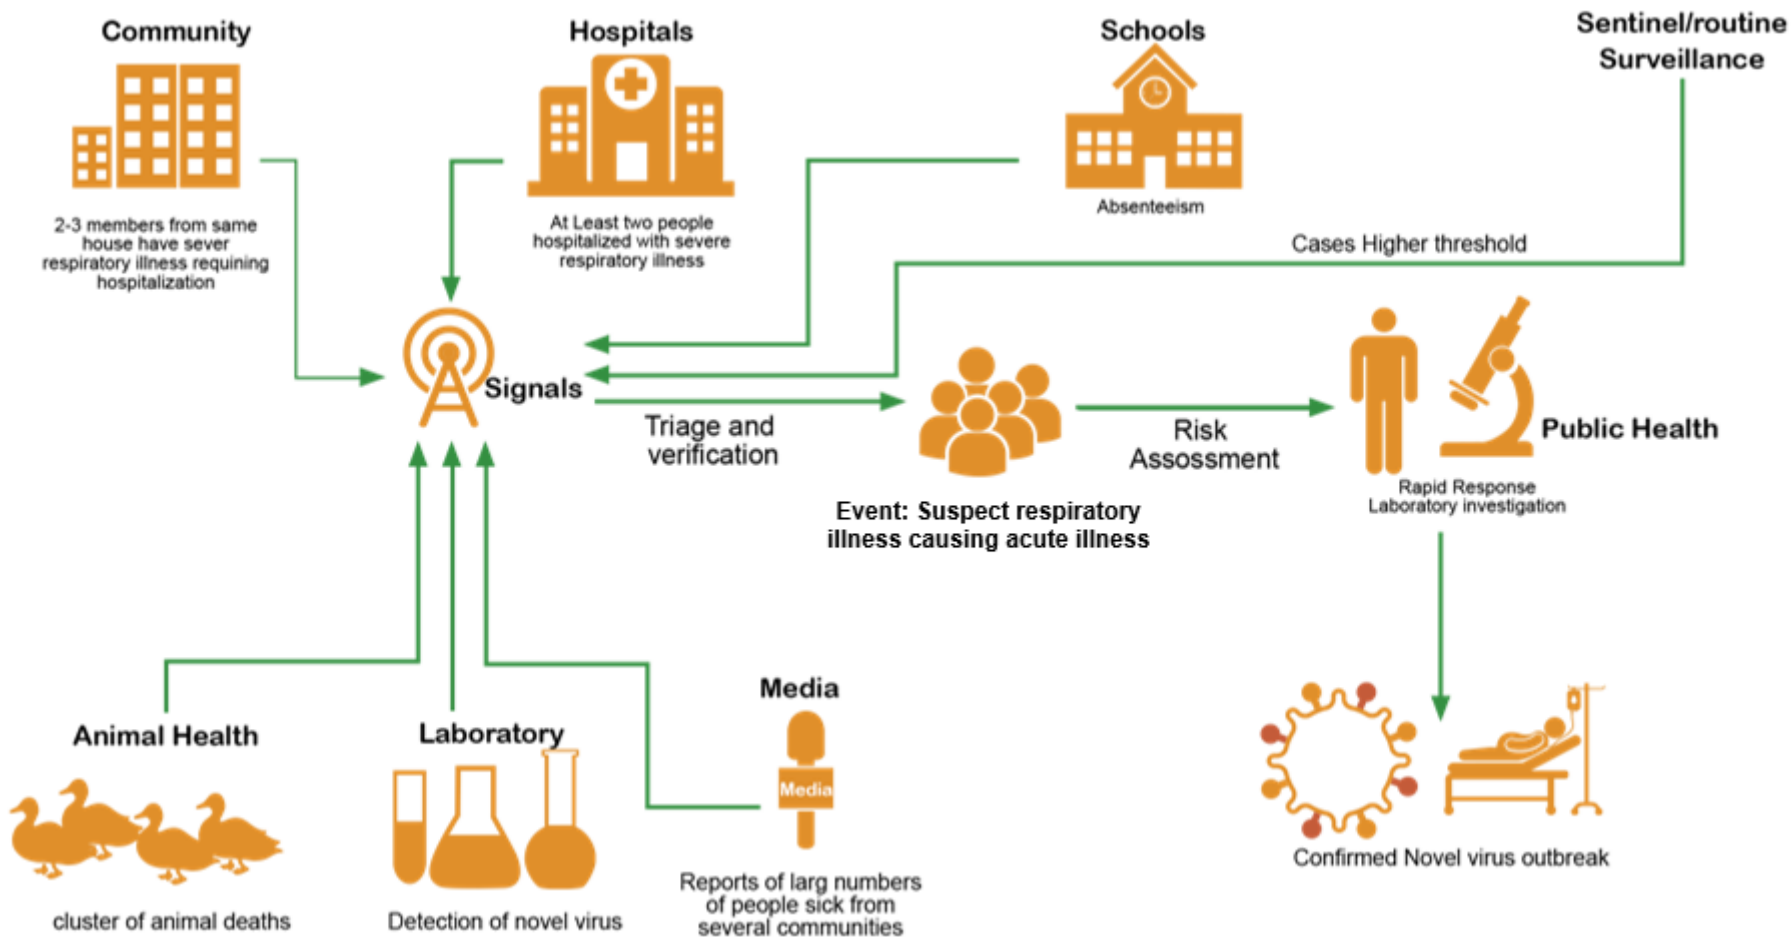 Community
2-3 members from same
house have sever
respiratory illness requining
hospitalization
Hospitals
At Least two people
hospitalized with severe
respiratory illness
Schools
Absenteeism
Sentinel/routine
Surveillance
Cases Higher threshold
Signals
Triage and
verification
Event: Suspect respiratory
illness causing acute illness
Risk
Assossment
Public Health
Rapid Response
Laboratory investigation
Animal Health
cluster of animal deaths
Laboratory
Detection of novel virus
Media
Media
Reports of larg numbers
of people sick from
several communities
Confirmed Novel virus outbreak